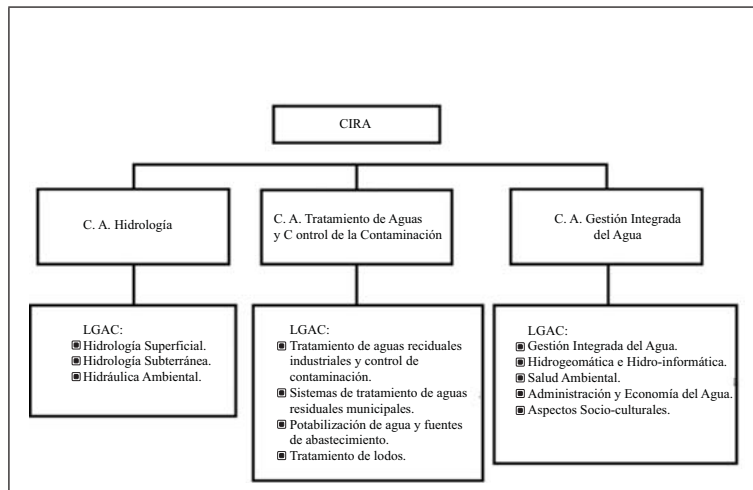 CIRA
C. A. Hidrología
C. A. Tratamiento de Aguas
y C ontrol de la Contaminación
C. A. Gestión Integrada
del Agua
LGAC:
Hidrología Superficial.
Hidrología Subterránea.
Hidráulica Ambiental.
LGAC:
Tratamiento de aguas reciduales
industriales y control de
contaminación.
Sistemas de tratamiento de aguas
residuales municipales.
Potabilización de agua y fuentes
de abastecimiento.
Tratamiento de lodos.
LGAC:
Gestión Integrada del Agua.
Hidrogeomática e Hidro-informática.
Salud Ambiental.
Administración y Economía del Agua.
Aspectos Socio-culturales.